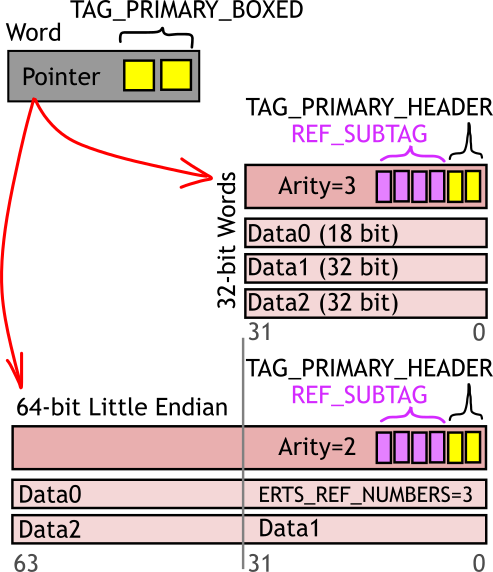 TAG_PRIMARY_BOXED
Word
Pointer
TAG_PRIMARY_HEADER
REF_SUBTAG
Arity=3
32-bit Words
Data0 (18 bit)
Data1 (32 bit)
Data2 (32 bit)
31 0
TAG_PRIMARY_HEADER
REF_SUBTAG
64-bit Little Endian
Arity=2
Data0 ERTS_REF_NUMBERS=3
Data2 Data1
63 31 0